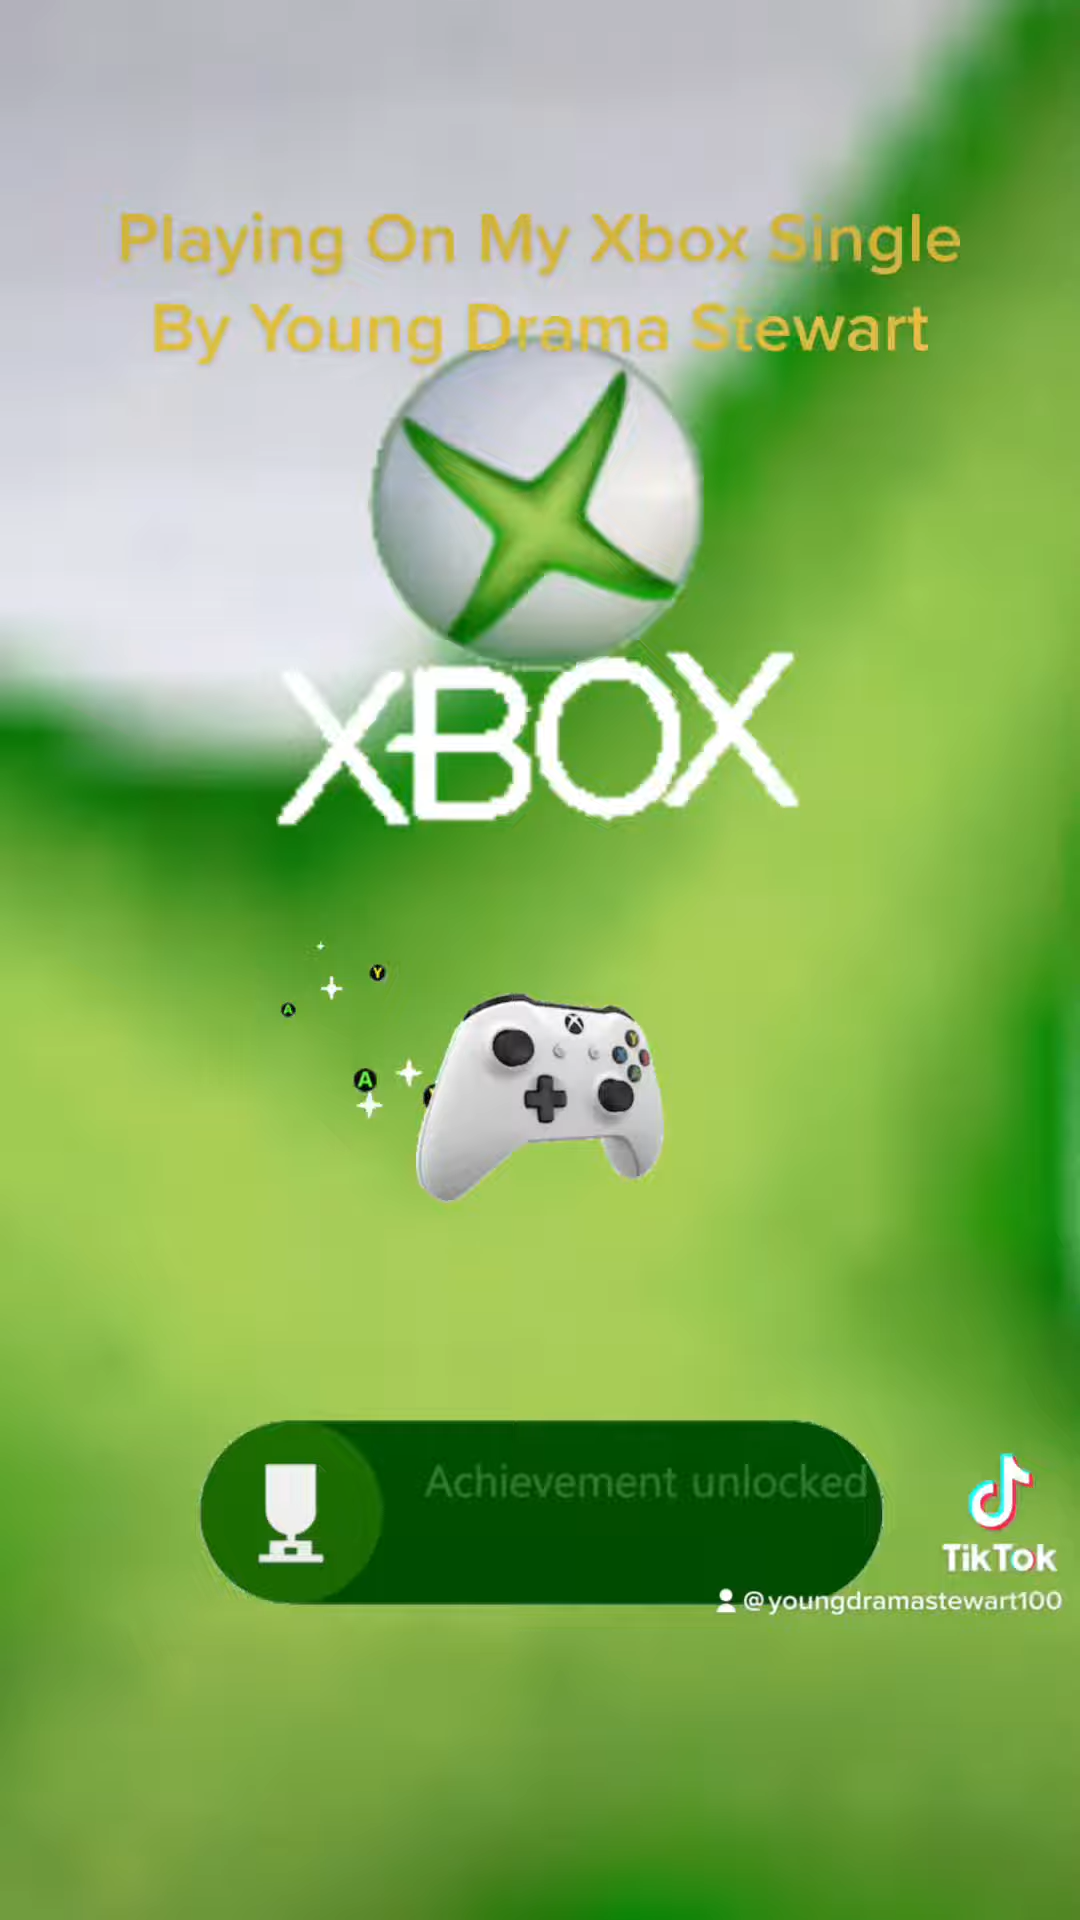 Playing On My Xbox Single
By Young Drama Stewart
XBOX
Y
A
A
Y
X
A
Achievement unlocked
TikTok
@youngdramastewart100